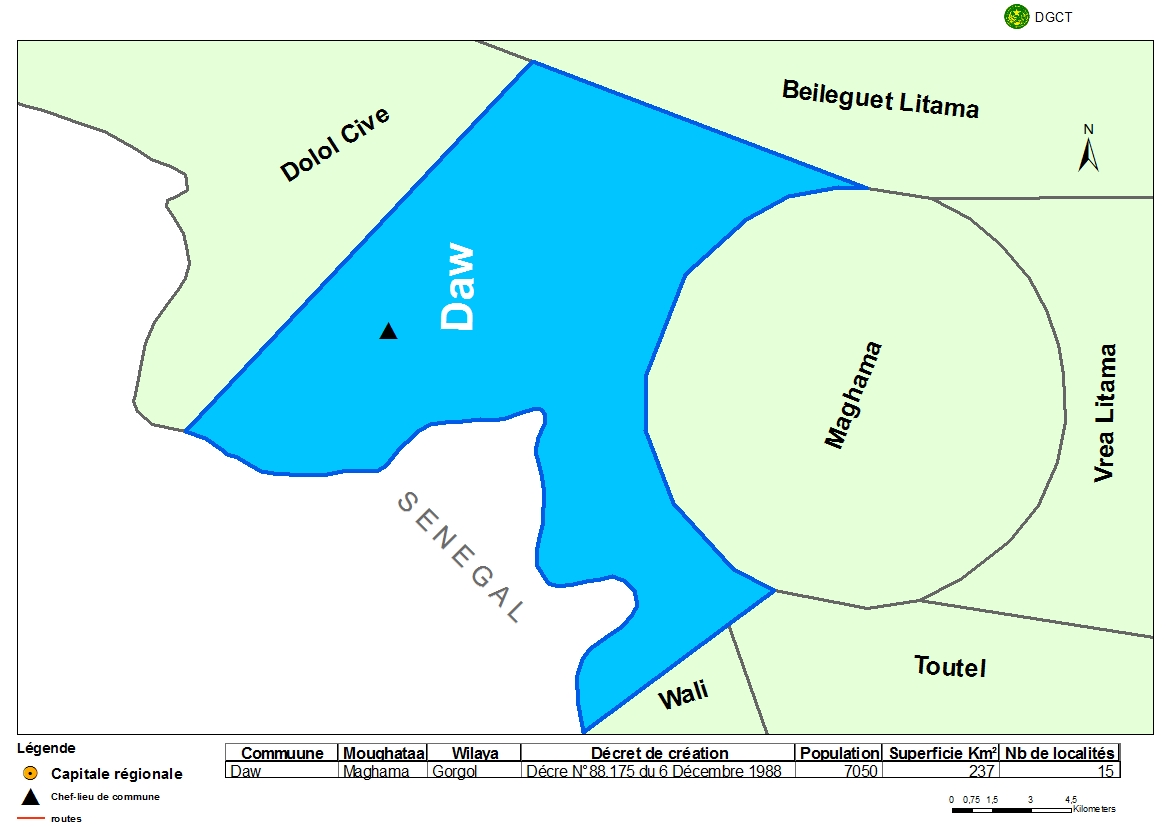 DGCT
Beileguet Litama
Dolol Cive
N
Daw
Maghama
Vrea Litama
SENEGAL
Toutel
Wali
Légende
Capitale régionale
Chef-lieu de commune
routes
Commuune Moughataa Wilaya Décret de création Population Superficie Km² Nb de localités
Daw Maghama Gorgol Décre N°88.175 du 6 Décembre 1988 7050 237 15
0 0,75 1,5 3 4,5
Kilometers